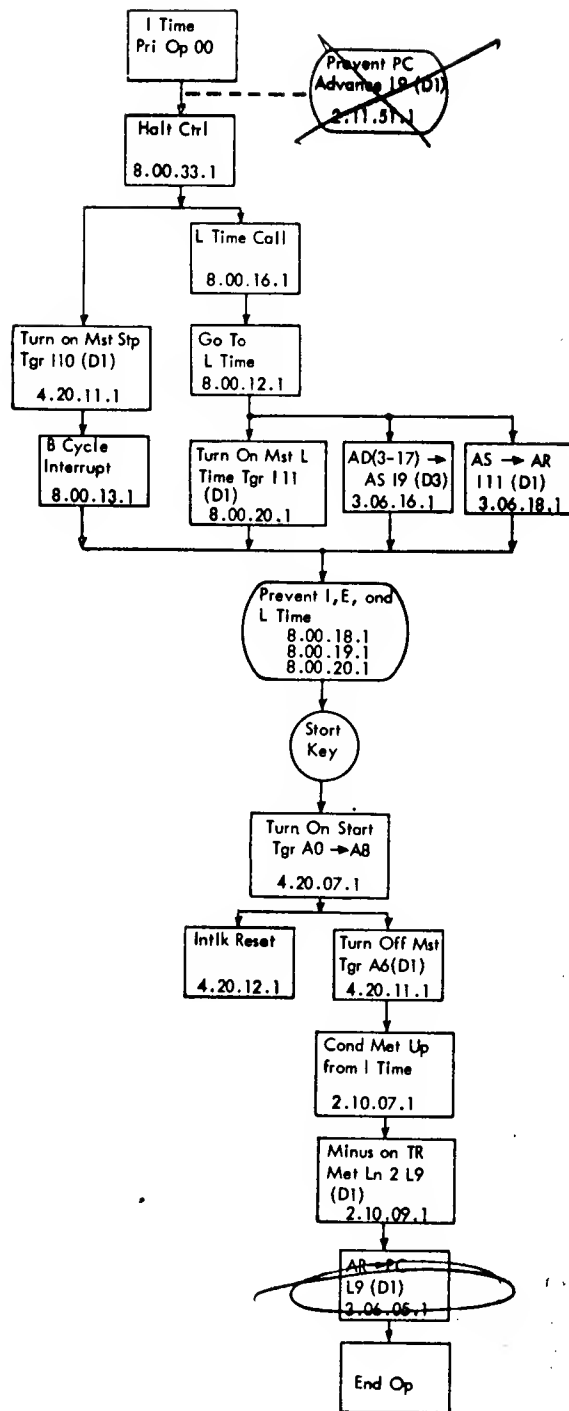 I Time
Pri Op 00
Prevent PC
Advance I9 (D1)
2.11.51.1
Halt Ctrl
8.00.33.1
L Time Call
8.00.16.1
Turn on Mst Stp
Tgr I10 (D1)
4.20.11.1
Go To
L Time
8.00.12.1
B Cycle
Interrupt
8.00.13.1
Turn On Mst L
Time Tgr I11
(D1)
8.00.20.1
AD(3-17) →
AS I9 (D3)
3.06.16.1
AS → AR
I11 (D1)
3.06.18.1
Prevent I,E, and
L Time
8.00.18.1
8.00.19.1
8.00.20.1
Start
Key
Turn On Start
Tgr A0 → A8
4.20.07.1
Intlk Reset
4.20.12.1
Turn Off Mst
Tgr A6(D1)
4.20.11.1
Cond Met Up
from I Time
2.10.07.1
Minus on TR
Met Ln 2 L9
(D1)
2.10.09.1
AR → PC
L9 (D1)
3.06.05.1
End Op